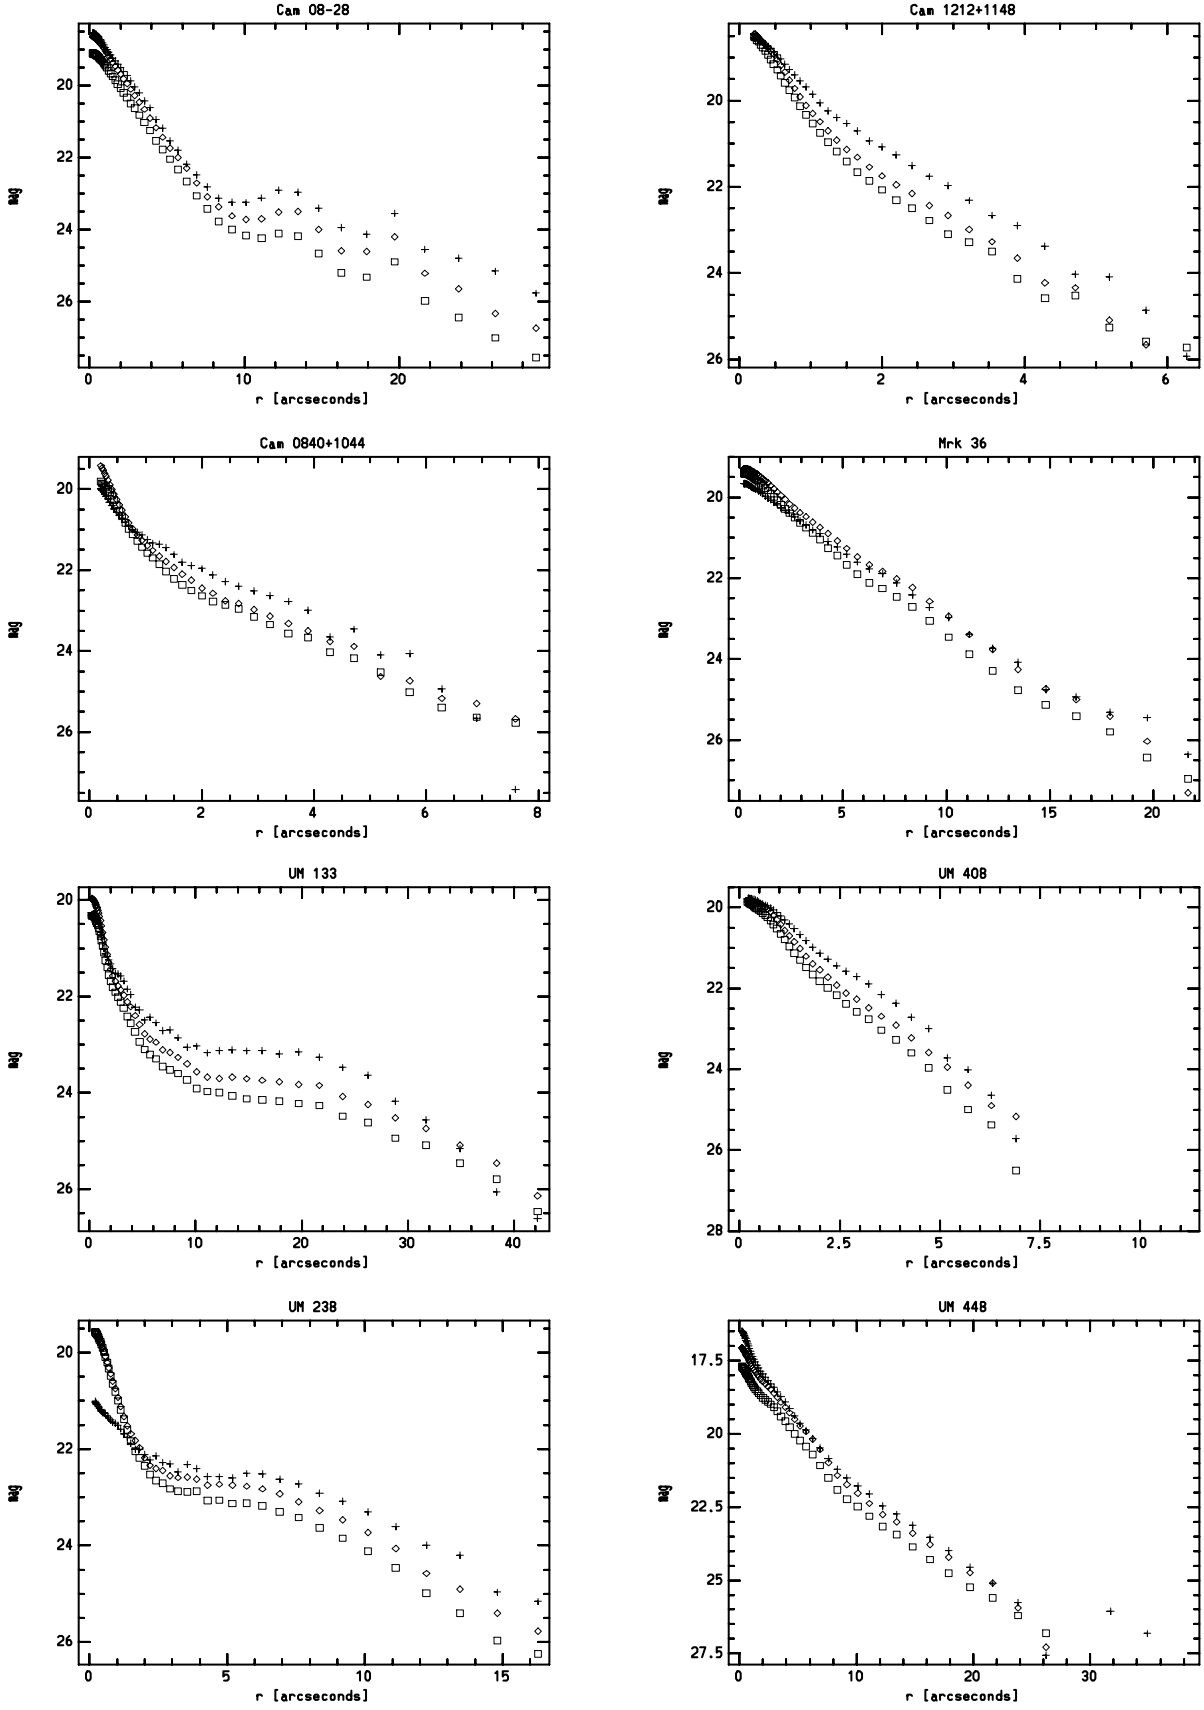 Cam 08-28
20
22
24
26
mag
0 10 20
r [arcseconds]
Cam 1212+1148
20
22
24
26
mag
0 2 4 6
r [arcseconds]
Cam 0840+1044
20
22
24
26
mag
0 2 4 6 8
r [arcseconds]
Mrk 36
20
22
24
26
mag
0 5 10 15 20
r [arcseconds]
UM 133
20
22
24
26
mag
0 10 20 30 40
r [arcseconds]
UM 408
20
22
24
26
28
mag
0 2.5 5 7.5 10
r [arcseconds]
UM 238
20
22
24
26
mag
0 5 10 15
r [arcseconds]
UM 448
17.5
20
22.5
25
27.5
mag
0 10 20 30
r [arcseconds]